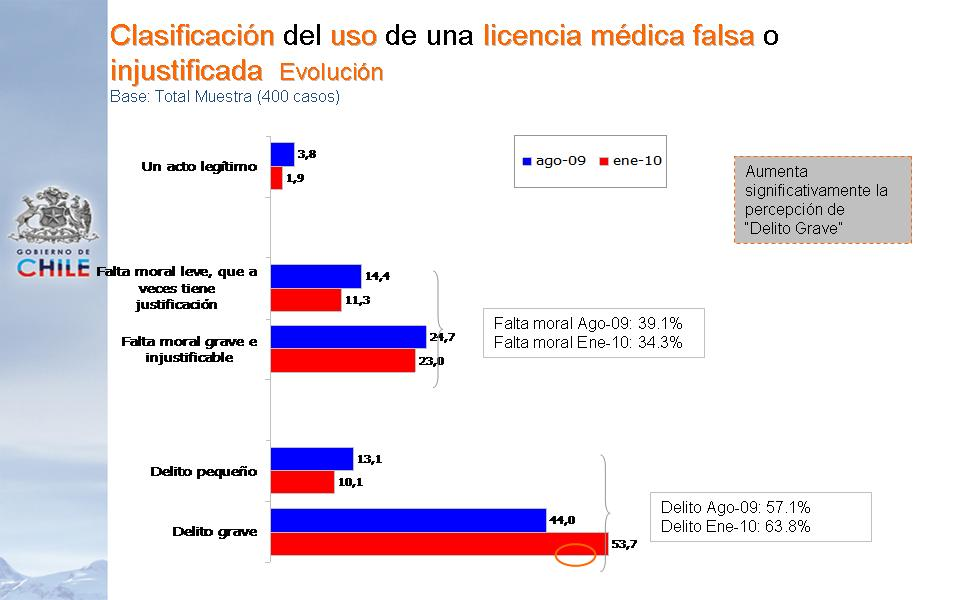 Clasificación del uso de una licencia médica falsa o
injustificada Evolución
Base: Total Muestra (400 casos)
ago-09 ene-10
Aumenta
significativamente la
percepción de
“Delito Grave”
GOBIERNO DE
CHILE
Un acto legítimo
3,8
1,9
Falta moral leve, que a
veces tiene
justificación
14,4
11,3
Falta moral grave e
injustificable
24,7
23,0
Falta moral Ago-09: 39.1%
Falta moral Ene-10: 34.3%
Delito pequeño
13,1
10,1
Delito grave
44,0
53,7
Delito Ago-09: 57.1%
Delito Ene-10: 63.8%